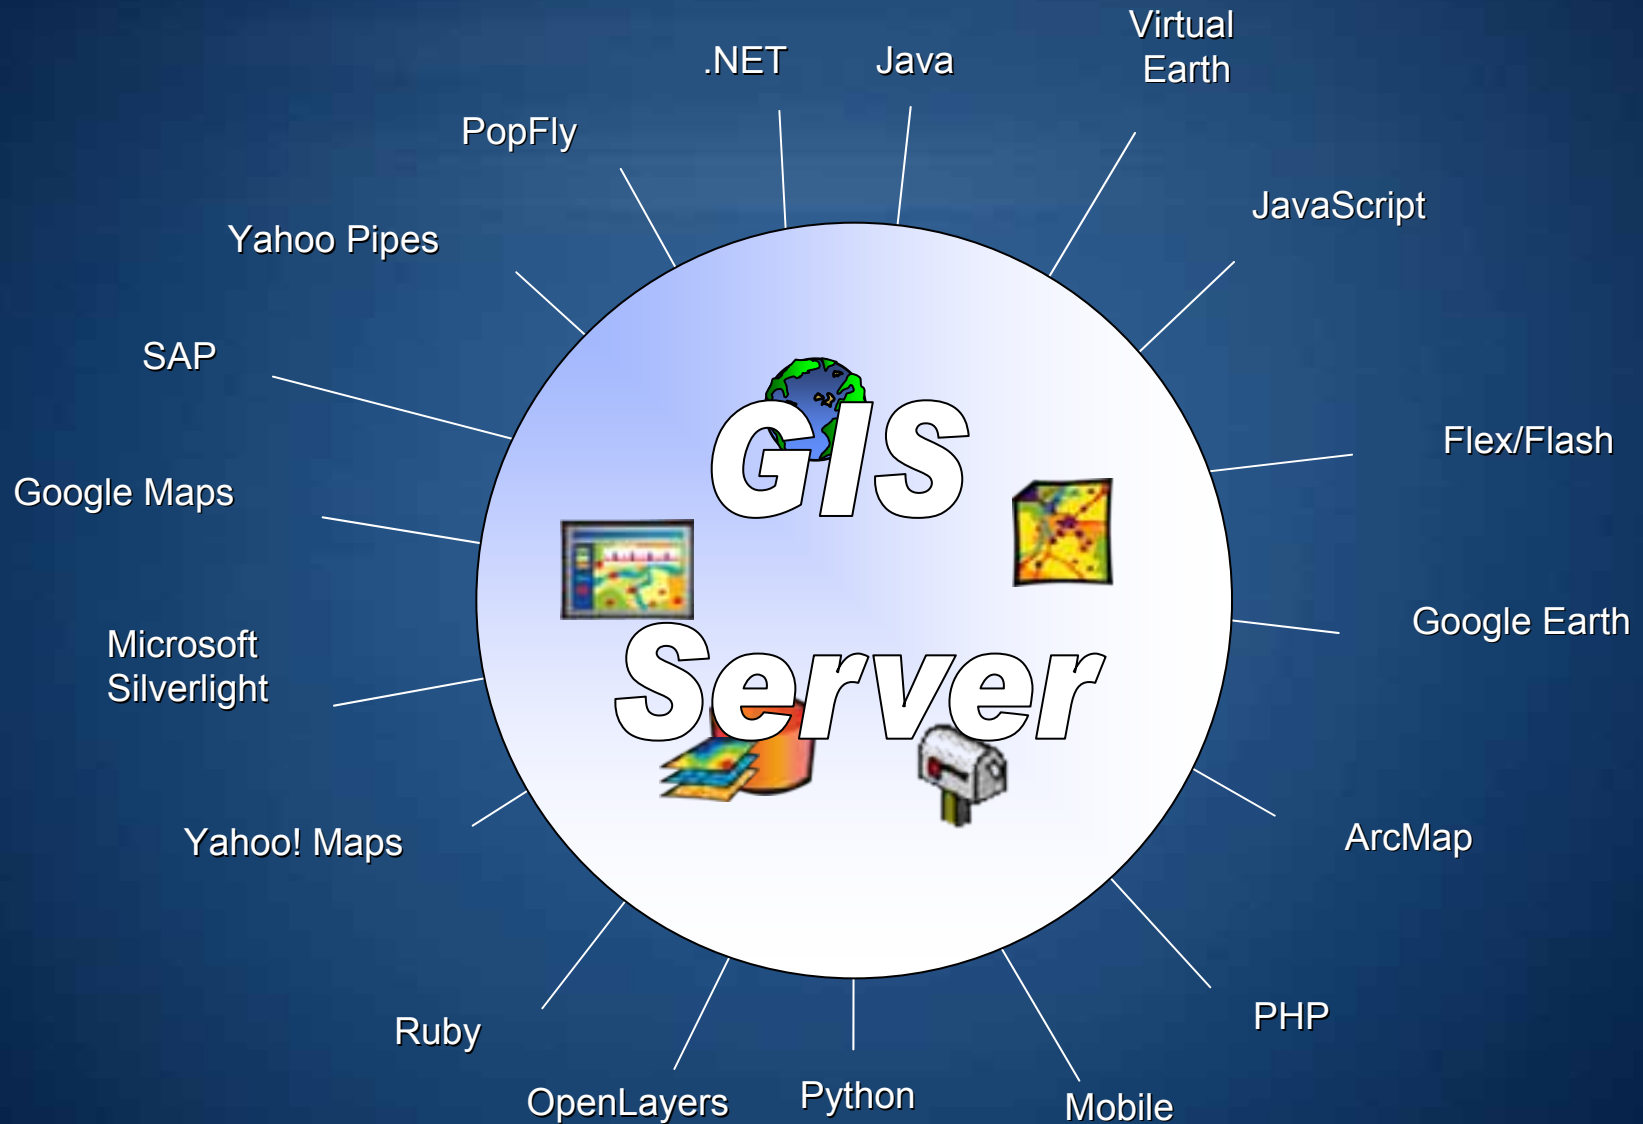 Virtual
Earth
.NET
Java
PopFly
JavaScript
Yahoo Pipes
SAP
GIS
Flex/Flash
Google Maps
Google Earth
Microsoft
Silverlight
Server
Yahoo! Maps
ArcMap
PHP
Ruby
OpenLayers
Python
Mobile